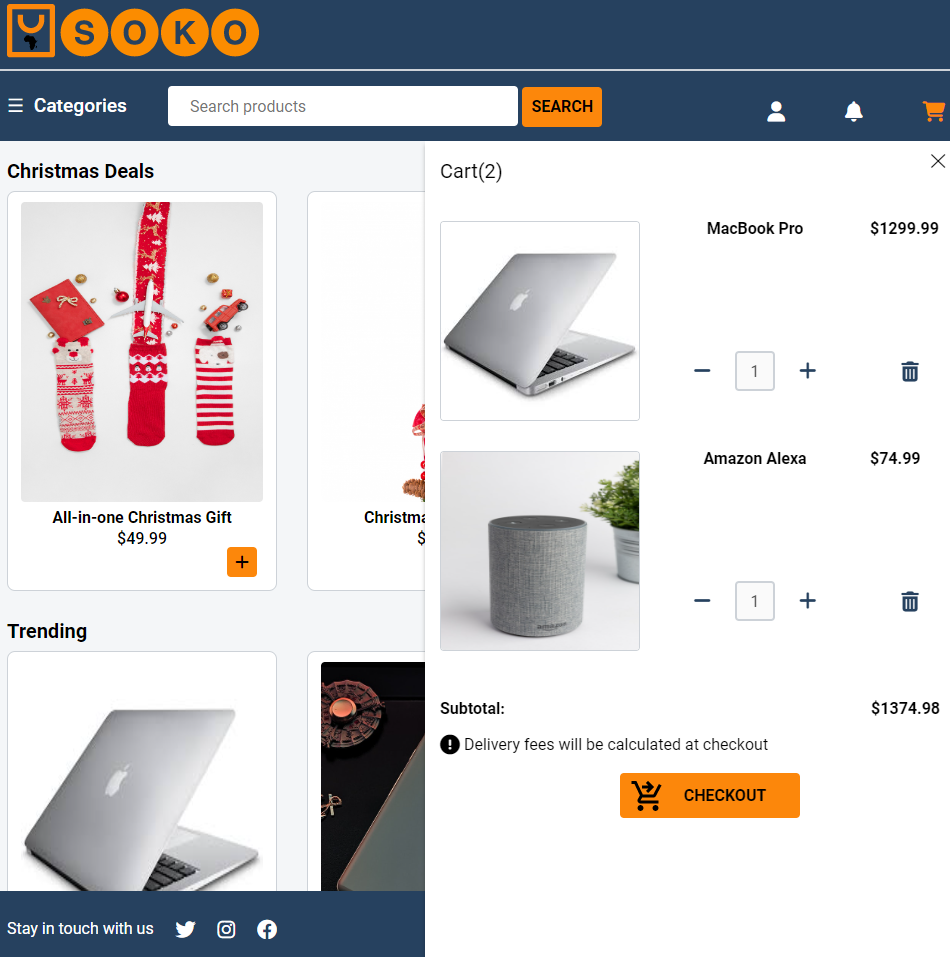 SOKO
☰ Categories
Search products
SEARCH
Christmas Deals
All-in-one Christmas Gift
$49.99
+
$
Trending
Stay in touch with us
Cart(2)
MacBook Pro $1299.99
1
Amazon Alexa $74.99
amazon
1
Subtotal: $1374.98
Delivery fees will be calculated at checkout
CHECKOUT